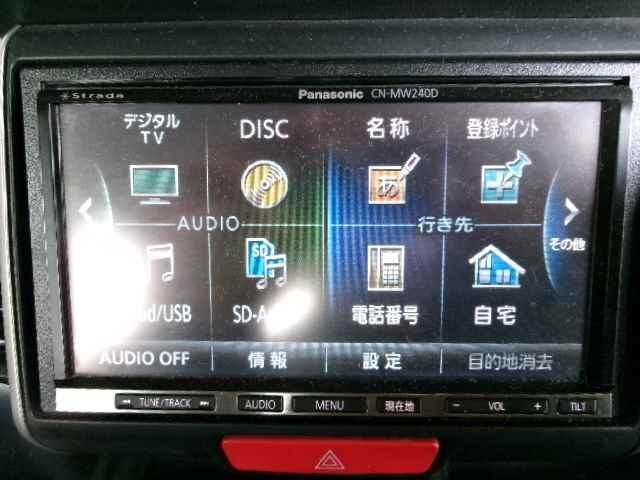 Strada
Panasonic CN-MW240D
デジタル
TV
DISC
名称
登録ポイント
あ
AUDIO
行き先
その他
SD
/USB
SD-A
電話番号
自宅
AUDIO OFF
情報
設定
目的地消去
TUNE/TRACK
AUDIO
MENU
現在地
− VOL +
TILT